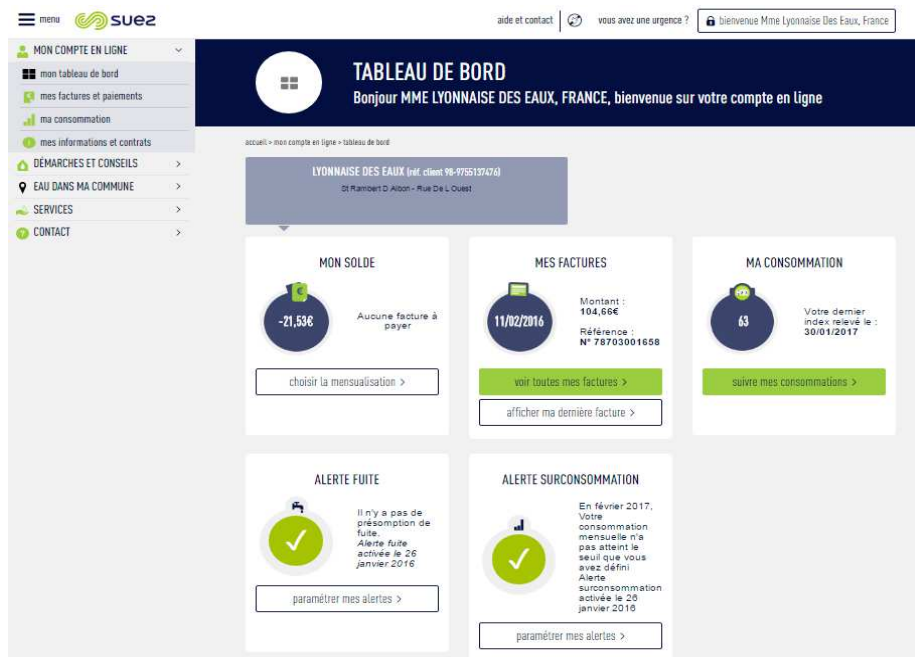 menu
suez
aide et contact
vous avez une urgence ?
bienvenue Mme Lyonnaise Des Eaux, France
MON COMPTE EN LIGNE
mon tableau de bord
mes factures et paiements
ma consommation
mes informations et contrats
DÉMARCHES ET CONSEILS
EAU DANS MA COMMUNE
SERVICES
CONTACT
TABLEAU DE BORD
Bonjour MME LYONNAISE DES EAUX, FRANCE, bienvenue sur votre compte en ligne
accueil > mon compte en ligne > tableau de bord
LYONNAISE DES EAUX (réf. client 98-9755137476)
St Rambert D Albon - Rue De L Ouest
MON SOLDE
-21,53€
Aucune facture à
payer
choisir la mensualisation >
MES FACTURES
11/02/2016
Montant :
104,66€
Référence :
N° 78703001658
voir toutes mes factures >
afficher ma dernière facture >
MA CONSOMMATION
63
Votre dernier
index relevé le :
30/01/2017
suivre mes consommations >
ALERTE FUITE
Il n'y a pas de
présomption de
fuite.
Alerte fuite
activée le 26
janvier 2016
paramétrer mes alertes >
ALERTE SURCONSOMMATION
En février 2017,
Votre
consommation
mensuelle n'a
pas atteint le
seuil que vous
avez défini
Alerte
surconsommation
activée le 26
janvier 2016
paramétrer mes alertes >